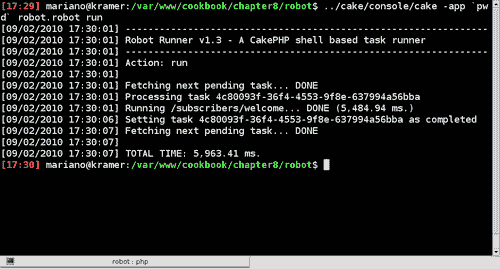 [17:29] mariano@kramer:/var/www/cookbook/chapter8/robot$ ../cake/console/cake -app `pw
d` robot.robot run
[09/02/2010 17:30:01] --------------------------------------------------
[09/02/2010 17:30:01] Robot Runner v1.3 - A CakePHP shell based task runner
[09/02/2010 17:30:01] --------------------------------------------------
[09/02/2010 17:30:01] Action: run
[09/02/2010 17:30:01]
[09/02/2010 17:30:01] Fetching next pending task... DONE
[09/02/2010 17:30:01] Processing task 4c80093f-36f4-4553-9f8e-637994a56bba
[09/02/2010 17:30:01] Running /subscribers/welcome... DONE (5,484.94 ms.)
[09/02/2010 17:30:06] Setting task 4c80093f-36f4-4553-9f8e-637994a56bba as completed
[09/02/2010 17:30:07] Fetching next pending task... DONE
[09/02/2010 17:30:07]
[09/02/2010 17:30:07] TOTAL TIME: 5,963.41 ms.
[17:30] mariano@kramer:/var/www/cookbook/chapter8/robot$
robot : php